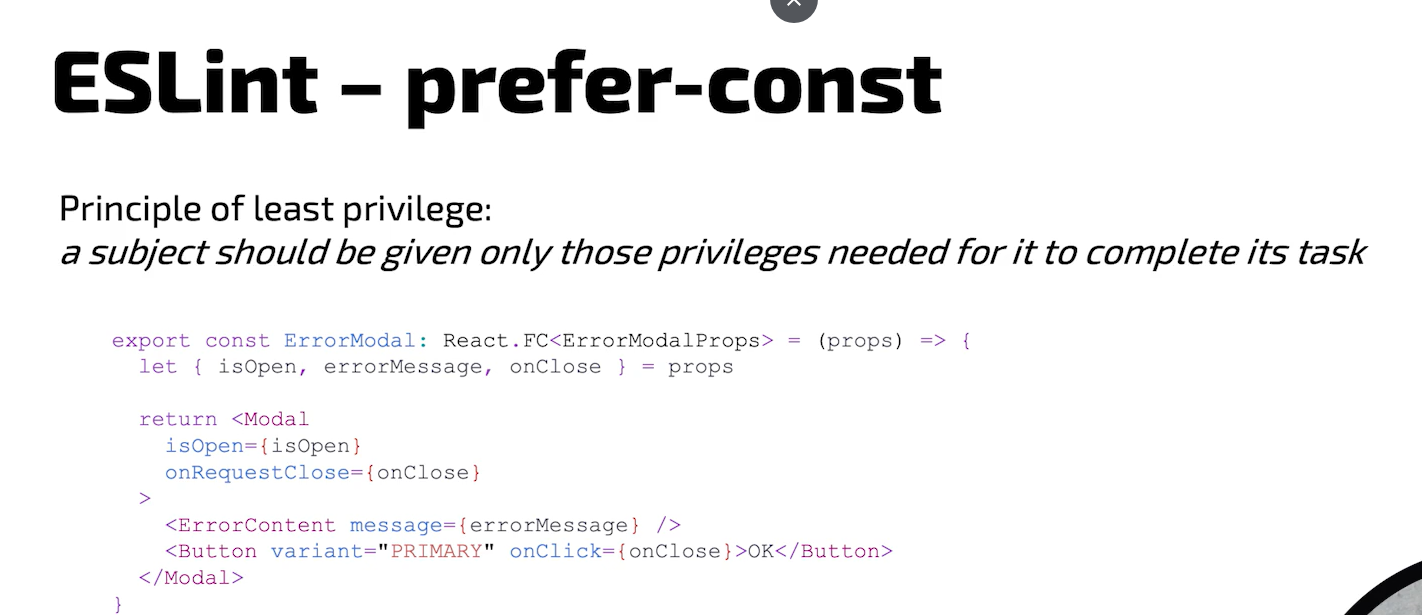 ESLint – prefer-const
Principle of least privilege:
a subject should be given only those privileges needed for it to complete its task
export const ErrorModal: React.FC<ErrorModalProps> = (props) => {
  let { isOpen, errorMessage, onClose } = props
  return <Modal
    isOpen={isOpen}
    onRequestClose={onClose}
  >
    <ErrorContent message={errorMessage} />
    <Button variant="PRIMARY" onClick={onClose}>OK</Button>
  </Modal>
}